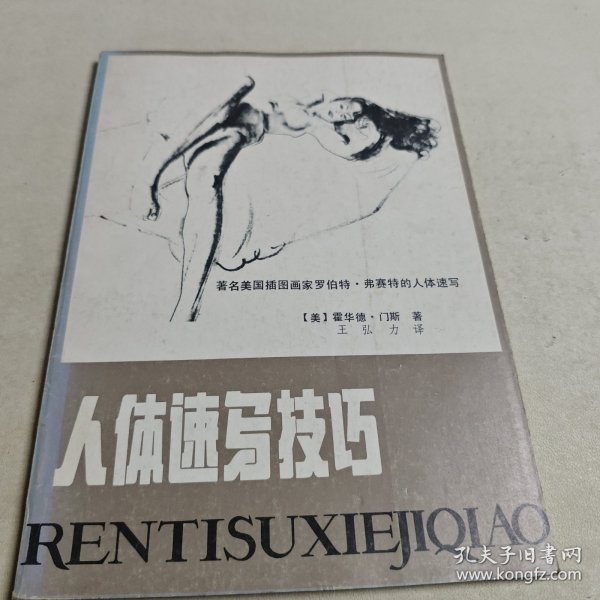 著名美国插图画家罗伯特·弗赛特的人体速写
【美】霍华德·门斯 著
王弘力译
人体速写技巧
RENTISUXIEJIQIAO
孔夫子旧书网
www.kongfz.com